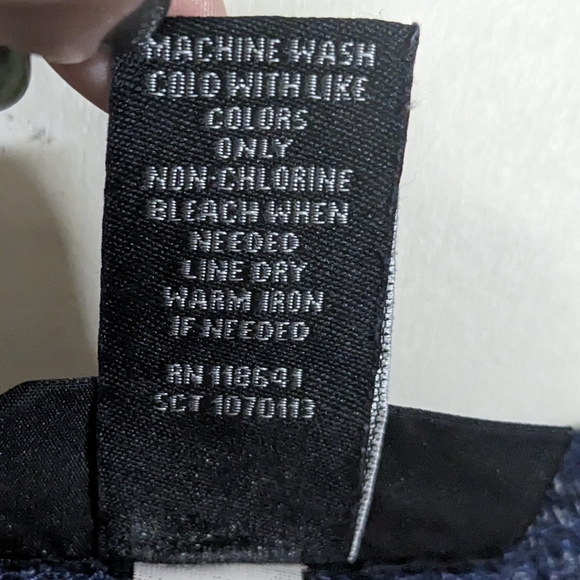 MACHINE WASH
COLD WITH LIKE
COLORS
ONLY
NON-CHLORINE
BLEACH WHEN
NEEDED
LINE DRY
WARM IRON
IF NEEDED
RN 118641
SCT 1070113